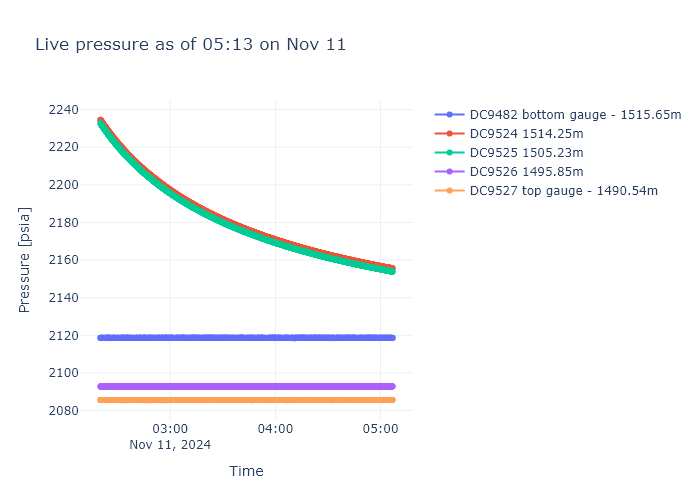 Live pressure as of 05:13 on Nov 11
DC9482 bottom gauge - 1515.65m
DC9524 1514.25m
DC9525 1505.23m
DC9526 1495.85m
DC9527 top gauge - 1490.54m
Pressure [psia]
2240
2220
2200
2180
2160
2140
2120
2100
2080
03:00 04:00 05:00
Nov 11, 2024
Time